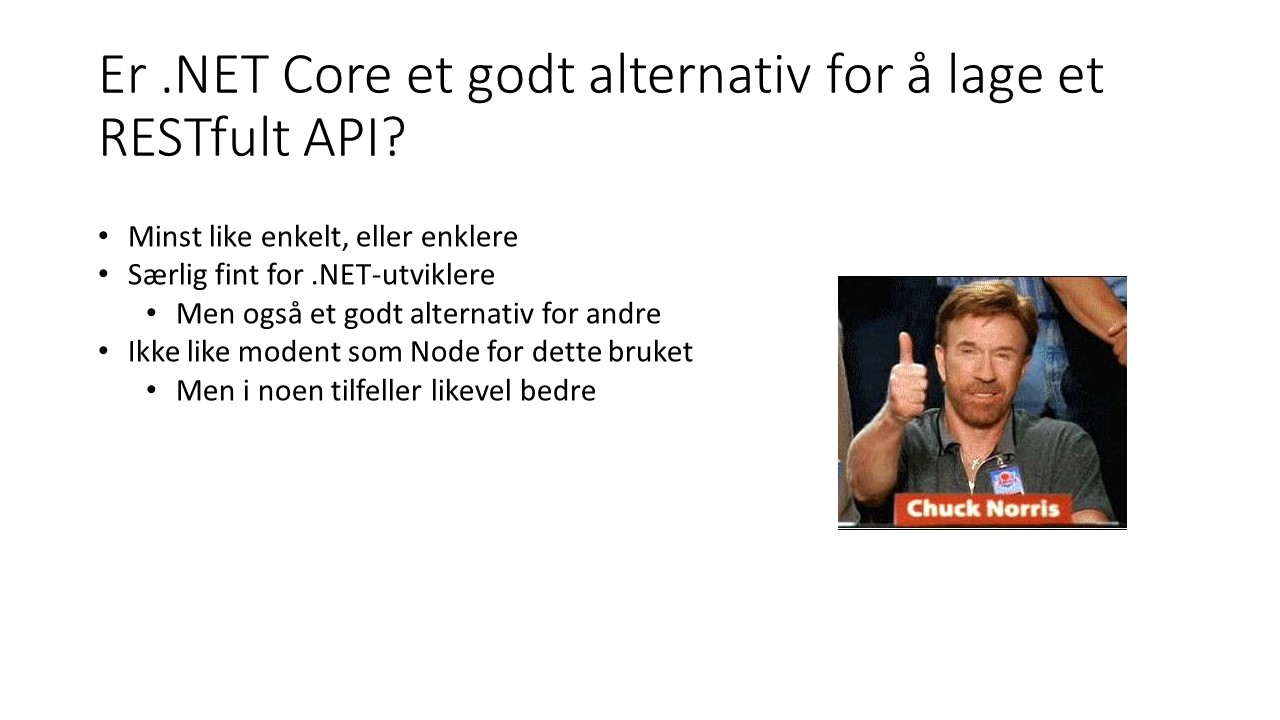 Er .NET Core et godt alternativ for å lage et
RESTfult API?
• Minst like enkelt, eller enklere
• Særlig fint for .NET-utviklere
• Men også et godt alternativ for andre
• Ikke like modent som Node for dette bruket
• Men i noen tilfeller likevel bedre
Chuck Norris